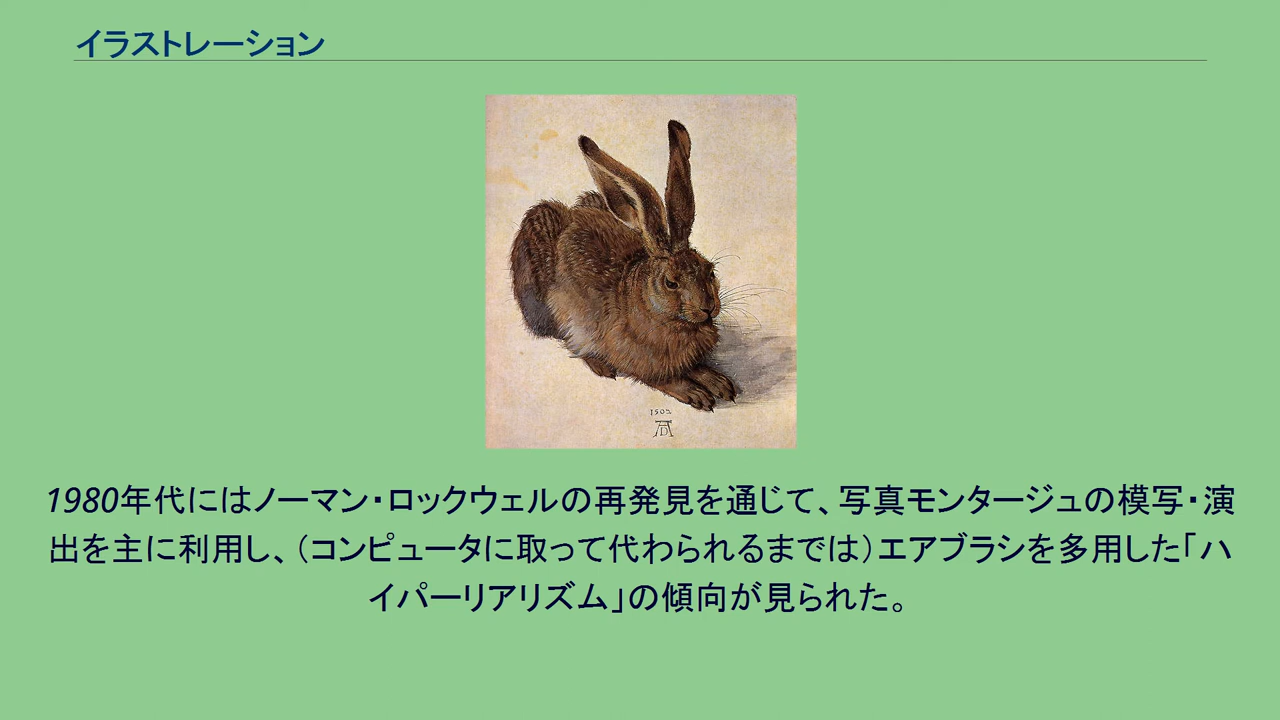 イラストレーション
1502
AD
1980年代にはノーマン・ロックウェルの再発見を通じて、写真モンタージュの模写・演
出を主に利用し、（コンピュータに取って代わられるまでは）エアブラシを多用した「ハ
イパーリアリズム」の傾向が見られた。